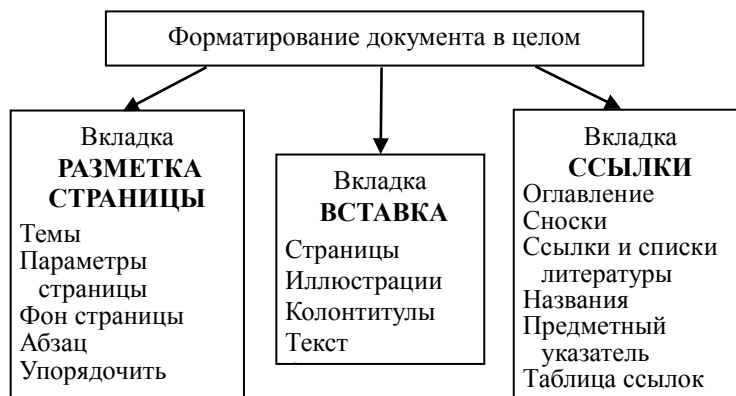 Форматирование документа в целом
Вкладка
РАЗМЕТКА
СТРАНИЦЫ
Темы
Параметры
страницы
Фон страницы
Абзац
Упорядочить
Вкладка
ВСТАВКА
Страницы
Иллюстрации
Колонтитулы
Текст
Вкладка
ССЫЛКИ
Оглавление
Сноски
Ссылки и списки
литературы
Названия
Предметный
указатель
Таблица ссылок